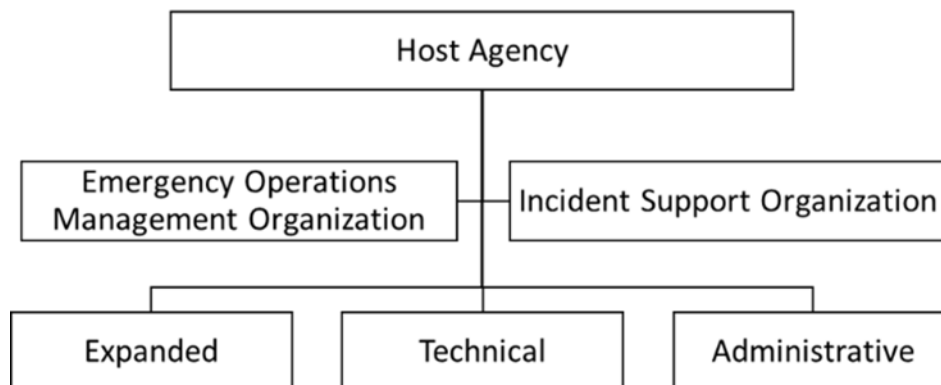 Host Agency
Emergency Operations
Management Organization
Incident Support Organization
Expanded
Technical
Administrative